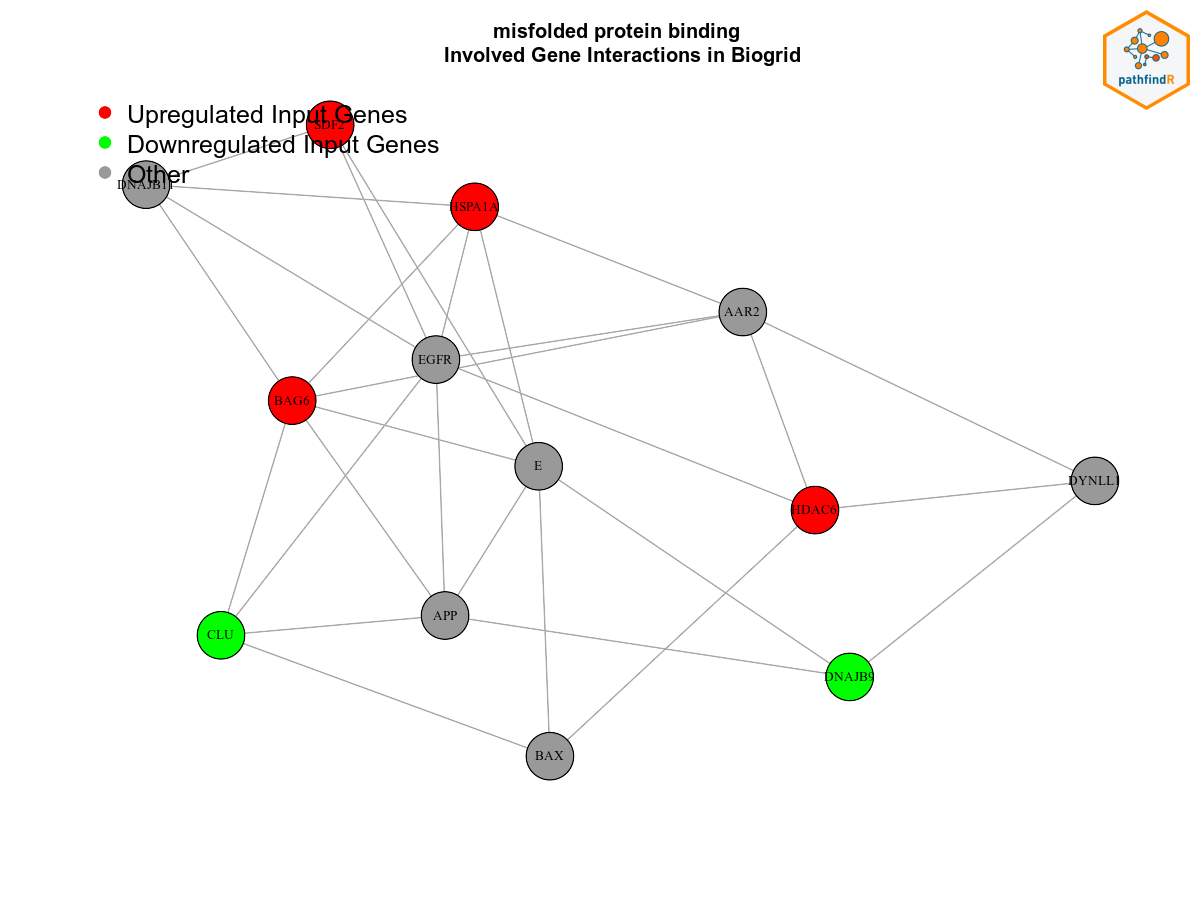 misfolded protein binding
Involved Gene Interactions in Biogrid
pathfindR
Upregulated Input Genes
SDF2
Downregulated Input Genes
Other
DNAJB11
HSPA1A
AAR2
EGFR
BAG6
E
DYNLL1
HDAC6
APP
CLU
DNAJB9
BAX